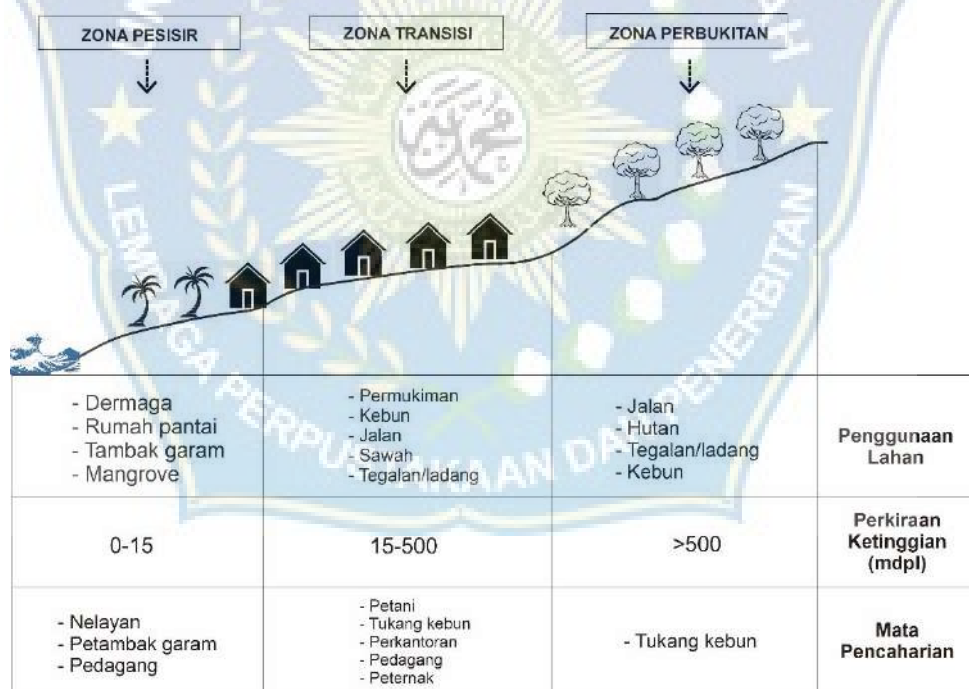 ZONA PESISIR
ZONA TRANSISI
ZONA PERBUKITAN
محمد
LEMBAGA PERPUSTAKAAN DAN PENERBITAN
- Dermaga
- Rumah pantai
- Tambak garam
- Mangrove
- Permukiman
- Kebun
- Jalan
- Sawah
- Tegalan/ladang
- Jalan
- Hutan
- Tegalan/ladang
- Kebun
Penggunaan
Lahan
0-15
15-500
>500
Perkiraan
Ketinggian
(mdpl)
- Nelayan
- Petambak garam
- Pedagang
- Petani
- Tukang kebun
- Perkantoran
- Pedagang
- Peternak
- Tukang kebun
Mata
Pencaharian